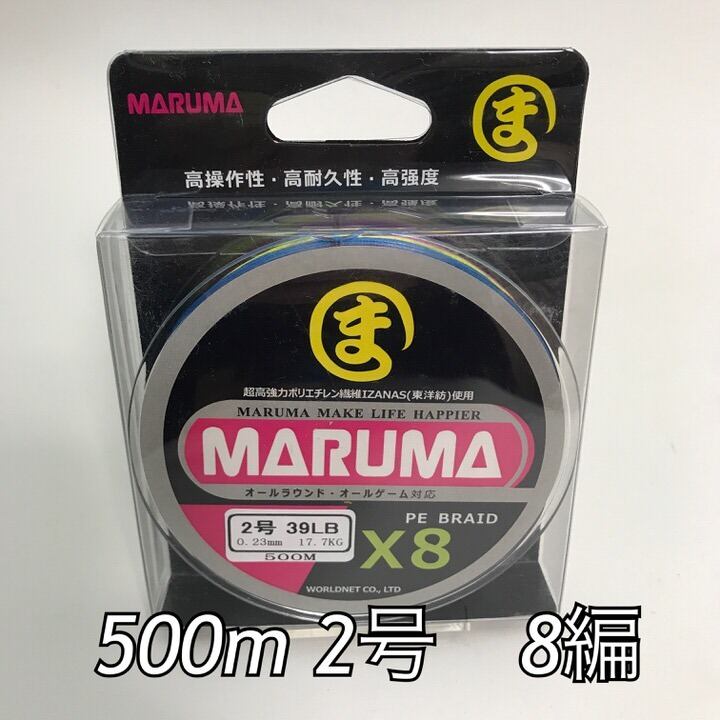 MARUMA
ま
高操作性・高耐久性・高强度
ま
超高強力ポリエチレン繊維IZANAS(東洋紡)使用
MARUMA MAKE LIFE HAPPIER
MARUMA
オールラウンド・オールゲーム対応
2号 39LB
0.23mm 17.7KG
500M
PE BRAID
X8
WORLDNET CO., LTD
500m 2号 8編